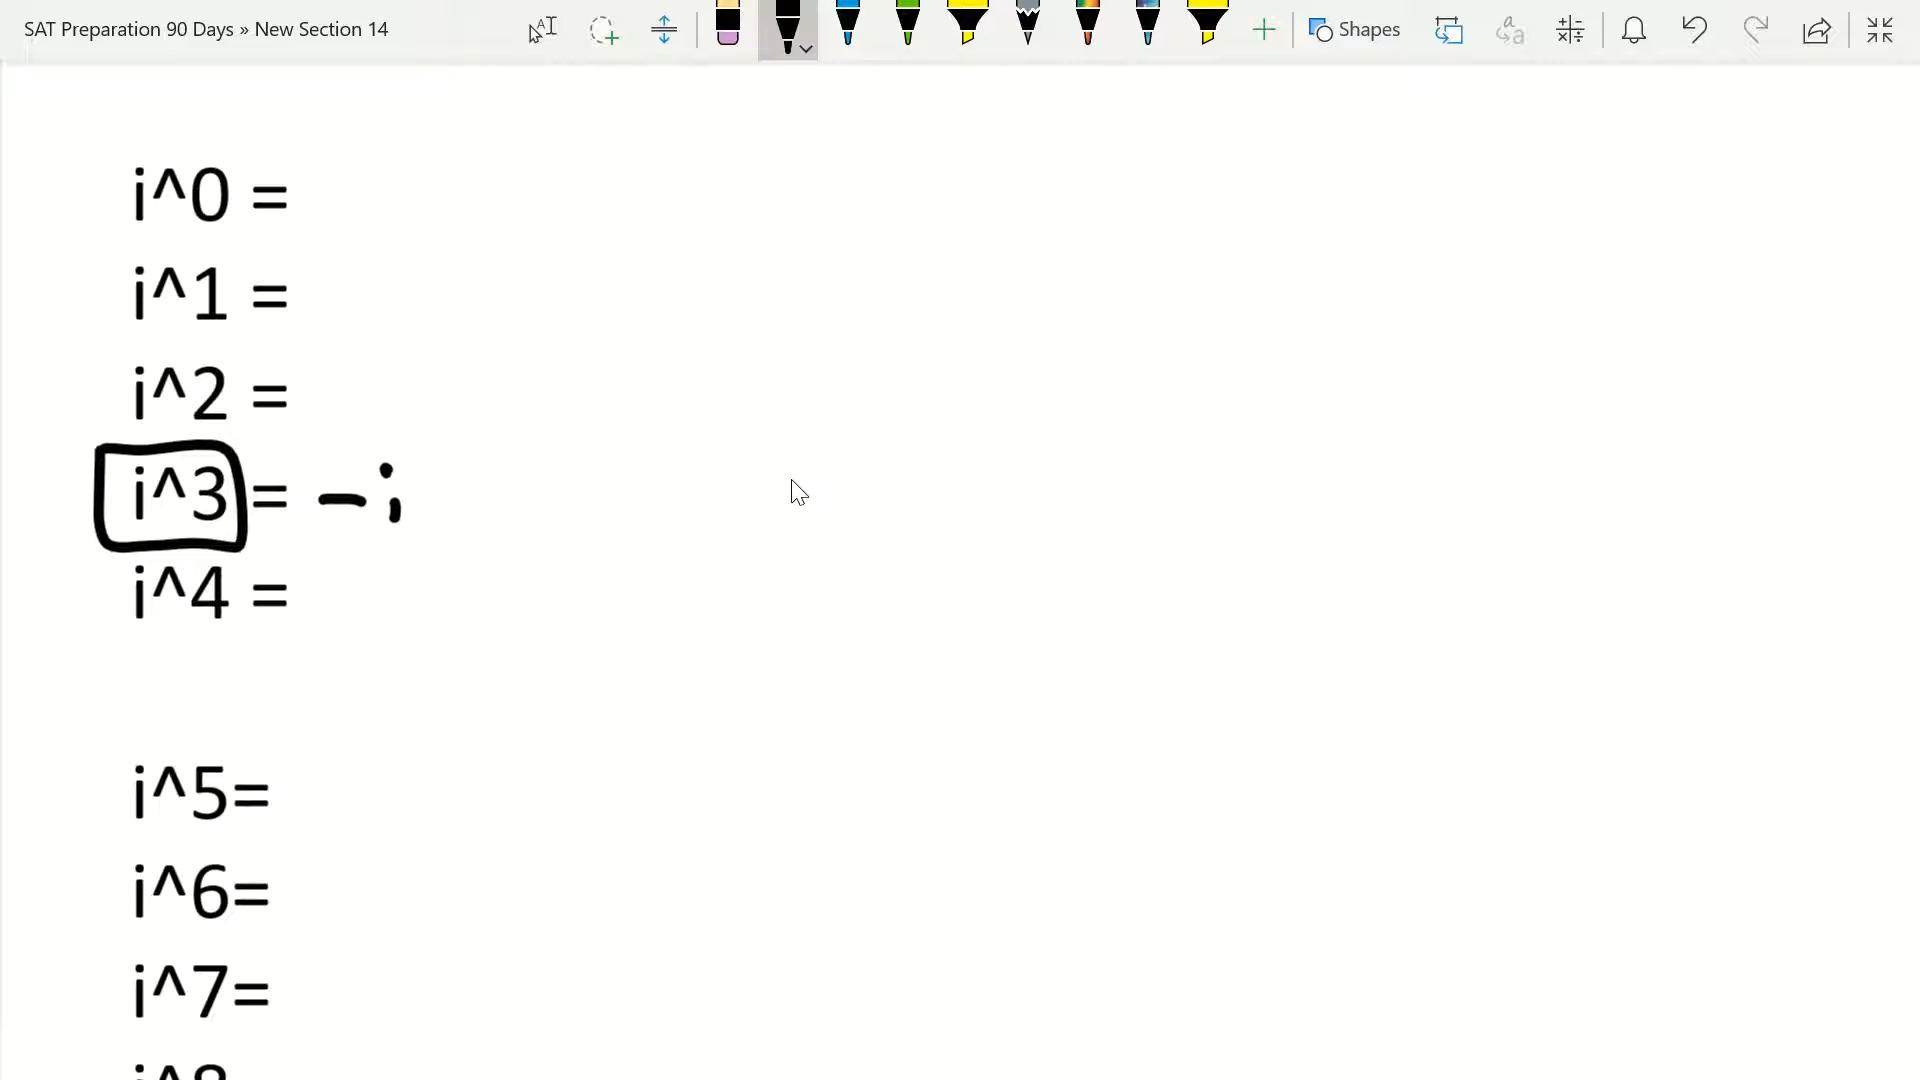 SAT Preparation 90 Days » New Section 14
Shapes
i^0 =
i^1 =
i^2 =
i^3 = -i
i^4 =
i^5=
i^6=
i^7=